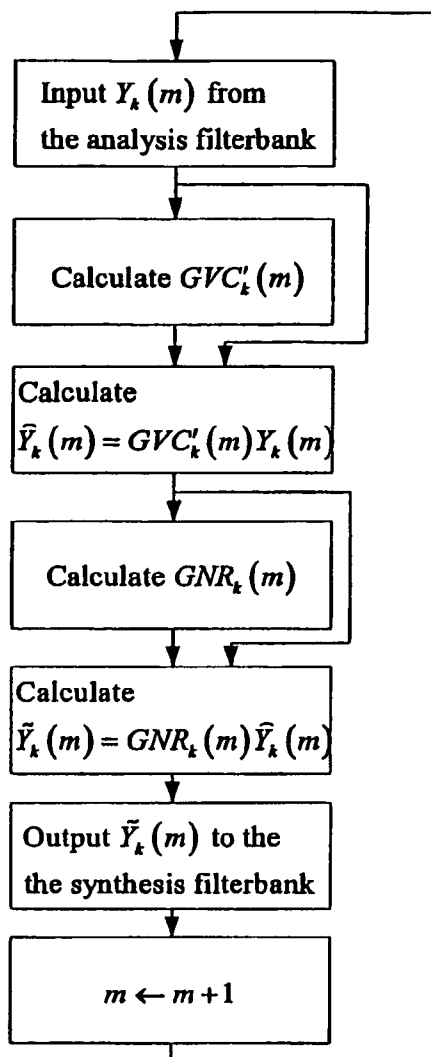 Input Y_k(m) from
the analysis filterbank
Calculate GVC′_k(m)
Calculate
Ŷ_k(m) = GVC′_k(m) Y_k(m)
Calculate GNR_k(m)
Calculate
Ỹ_k(m) = GNR_k(m) Ŷ_k(m)
Output Ỹ_k(m) to the
the synthesis filterbank
m ← m + 1